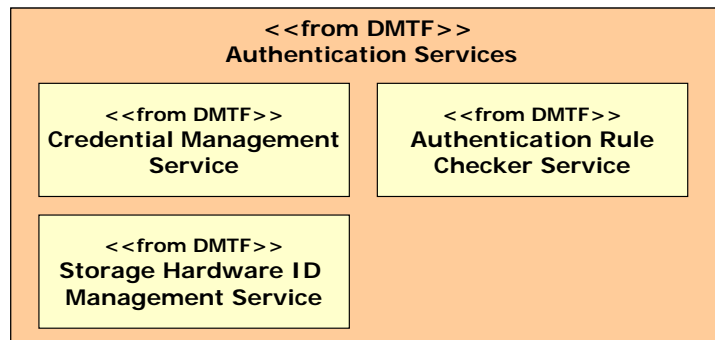 <<from DMTF>>
Authentication Services
<<from DMTF>>
Credential Management
Service
<<from DMTF>>
Authentication Rule
Checker Service
<<from DMTF>>
Storage Hardware ID
Management Service